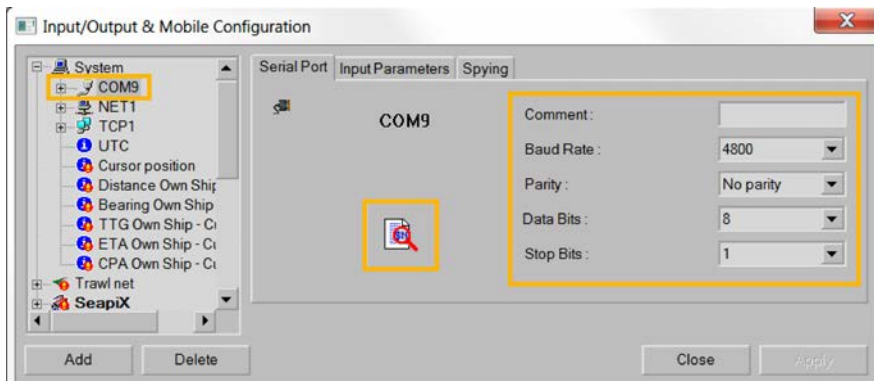 Input/Output & Mobile Configuration
System
COM9
NET1
TCP1
UTC
Cursor position
Distance Own Ship
Bearing Own Ship
TTG Own Ship - Cu
ETA Own Ship - Cu
CPA Own Ship - Cu
Trawl net
SeapiX
Add Delete
Serial Port Input Parameters Spying
COM9
Comment :
Baud Rate : 4800
Parity : No parity
Data Bits : 8
Stop Bits : 1
Close Apply